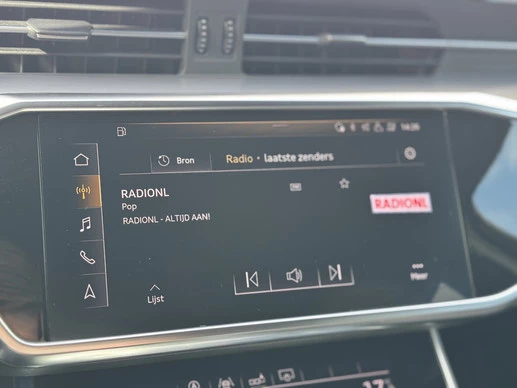 14:26
Bron
Radio • laatste zenders
RADIONL
Pop
RADIONL - ALTIJD AAN!
RADIONL
Lijst
Meer